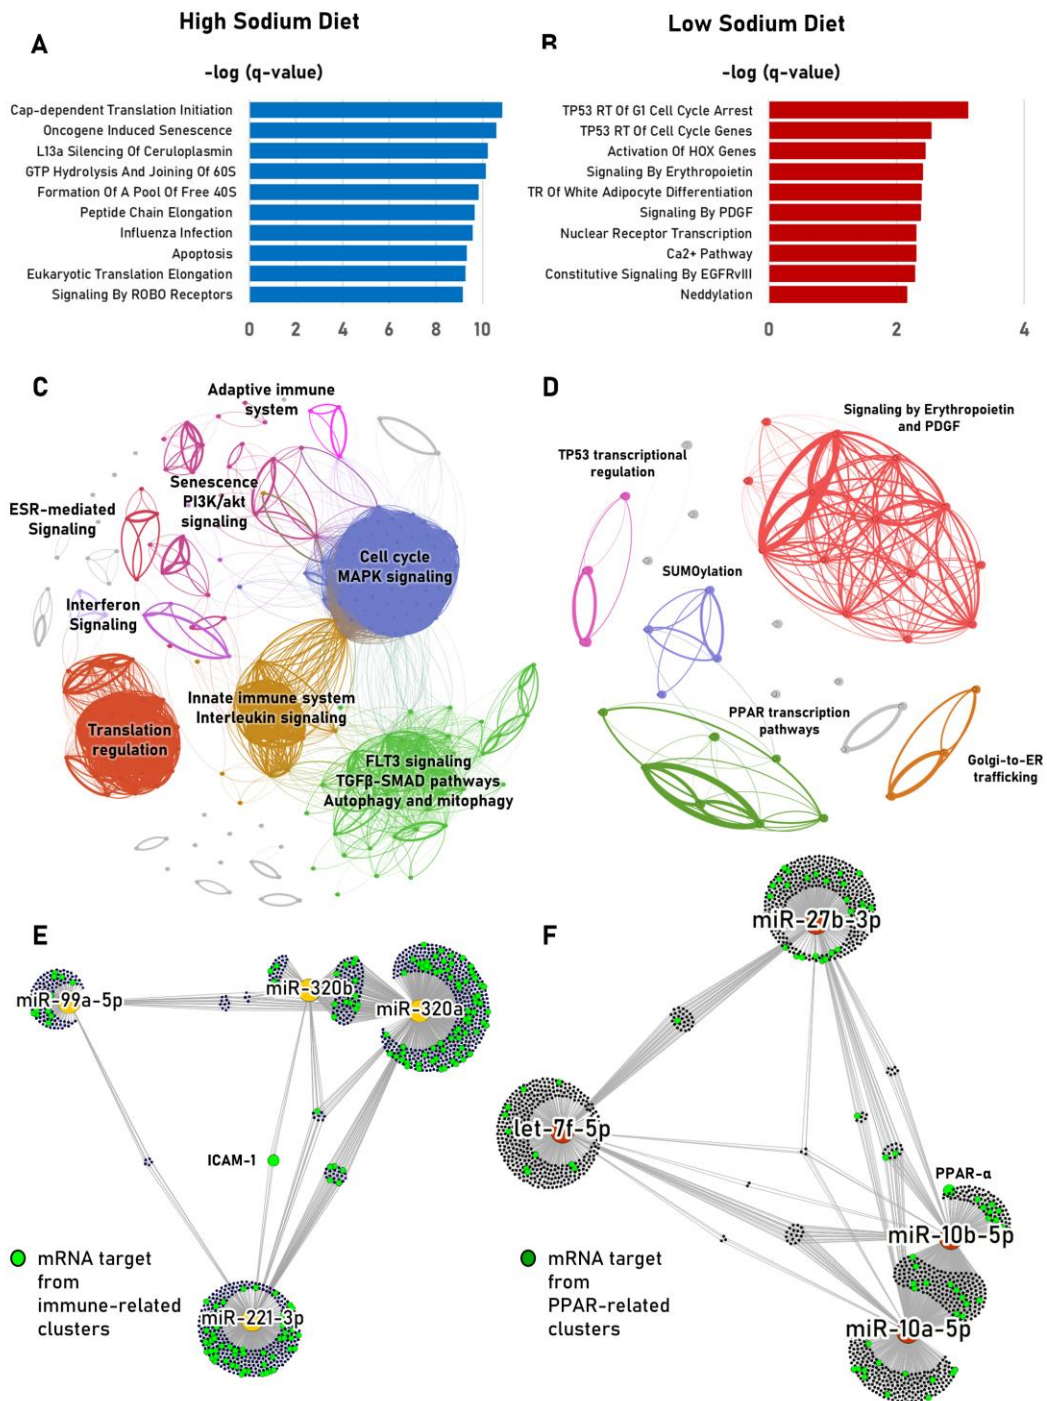 High Sodium Diet
Low Sodium Diet
A
-log (q-value)
Cap-dependent Translation Initiation
Oncogene Induced Senescence
L13a Silencing Of Ceruloplasmin
GTP Hydrolysis And Joining Of 60S
Formation Of A Pool Of Free 40S
Peptide Chain Elongation
Influenza Infection
Apoptosis
Eukaryotic Translation Elongation
Signaling By ROBO Receptors
0 2 4 6 8 10
B
-log (q-value)
TP53 RT Of G1 Cell Cycle Arrest
TP53 RT Of Cell Cycle Genes
Activation Of HOX Genes
Signaling By Erythropoietin
TR Of White Adipocyte Differentiation
Signaling By PDGF
Nuclear Receptor Transcription
Ca2+ Pathway
Constitutive Signaling By EGFRvIII
Neddylation
0 2 4
C
Adaptive immune
system
Senescence
PI3K/akt
signaling
ESR-mediated
Signaling
Cell cycle
MAPK signaling
Interferon
Signaling
Innate immune system
Interleukin signaling
Translation
regulation
FLT3 signaling
TGFβ-SMAD pathways
Autophagy and mitophagy
D
Signaling by Erythropoietin
and PDGF
TP53 transcriptional
regulation
SUMOylation
PPAR transcription
pathways
Golgi-to-ER
trafficking
E
miR-99a-5p
miR-320b
miR-320a
ICAM-1
miR-221-3p
mRNA target
from
immune-related
clusters
F
miR-27b-3p
let-7f-5p
PPAR-α
miR-10b-5p
miR-10a-5p
mRNA target
from
PPAR-related
clusters